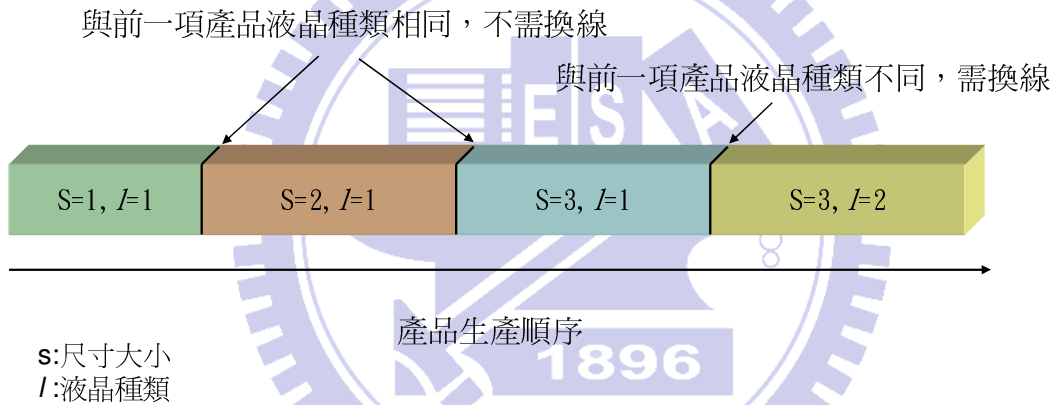 與前一項產品液晶種類相同，不需換線
與前一項產品液晶種類不同，需換線
ESA
S=1, l=1
S=2, l=1
S=3, l=1
S=3, l=2
產品生產順序
1896
s:尺寸大小
l :液晶種類